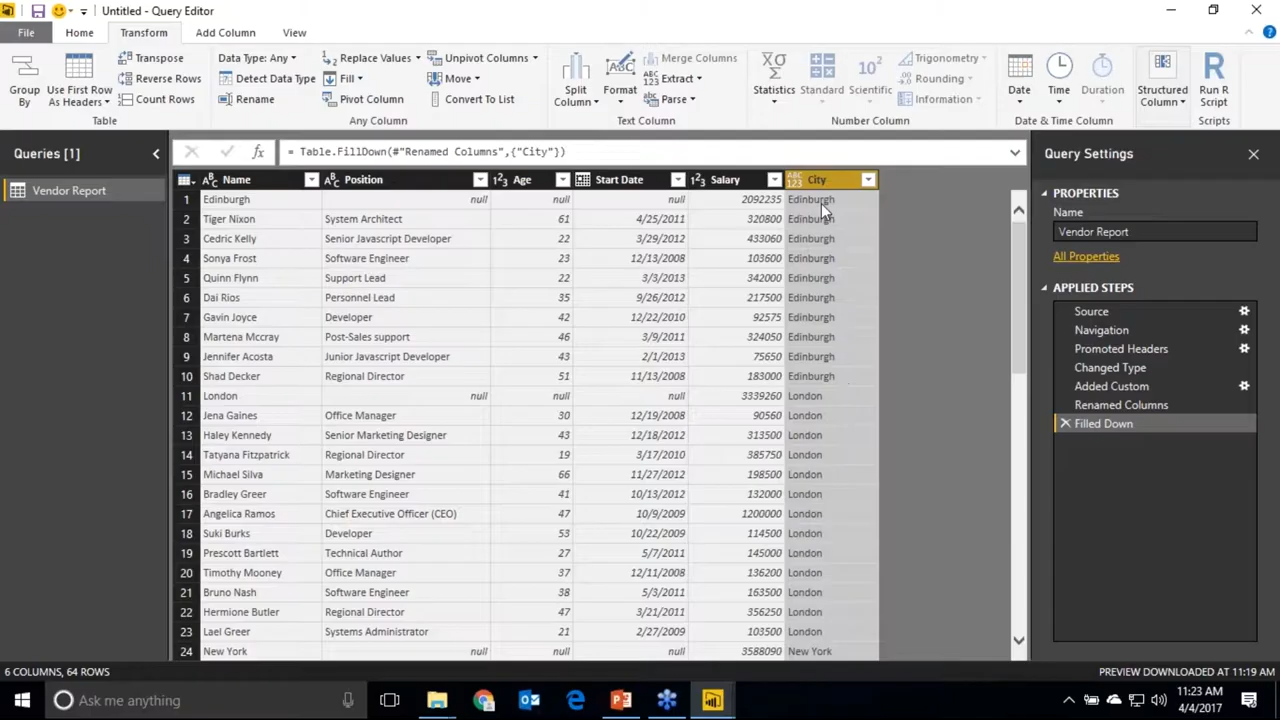 Untitled - Query Editor
File
Home
Transform
Add Column
View
Group By
Use First Row As Headers
Transpose
Reverse Rows
Count Rows
Table
Data Type: Any
Detect Data Type
Rename
Replace Values
Fill
Pivot Column
Unpivot Columns
Move
Convert To List
Any Column
Split Column
Format
ABC
Merge Columns
Extract
Parse
Text Column
Statistics
Standard
Scientific
Trigonometry
Rounding
Information
Number Column
Date
Time
Duration
Date & Time Column
Structured Column
Run R Script
Scripts
Queries [1]
Vendor Report
= Table.FillDown(#"Renamed Columns",{"City"})
Name Position Age Start Date Salary City
1 Edinburgh null null null 2092235 Edinburgh
2 Tiger Nixon System Architect 61 4/25/2011 320800 Edinburgh
3 Cedric Kelly Senior Javascript Developer 22 3/29/2012 433060 Edinburgh
4 Sonya Frost Software Engineer 23 12/13/2008 103600 Edinburgh
5 Quinn Flynn Support Lead 22 3/3/2013 342000 Edinburgh
6 Dai Rios Personnel Lead 35 9/26/2012 217500 Edinburgh
7 Gavin Joyce Developer 42 12/22/2010 92575 Edinburgh
8 Martena Mccray Post-Sales support 46 3/9/2011 324050 Edinburgh
9 Jennifer Acosta Junior Javascript Developer 43 2/1/2013 75650 Edinburgh
10 Shad Decker Regional Director 51 11/13/2008 183000 Edinburgh
11 London null null null 3339260 London
12 Jena Gaines Office Manager 30 12/19/2008 90560 London
13 Haley Kennedy Senior Marketing Designer 43 12/18/2012 313500 London
14 Tatyana Fitzpatrick Regional Director 19 3/17/2010 385750 London
15 Michael Silva Marketing Designer 66 11/27/2012 198500 London
16 Bradley Greer Software Engineer 41 10/13/2012 132000 London
17 Angelica Ramos Chief Executive Officer (CEO) 47 10/9/2009 1200000 London
18 Suki Burks Developer 53 10/22/2009 114500 London
19 Prescott Bartlett Technical Author 27 5/7/2011 145000 London
20 Timothy Mooney Office Manager 37 12/11/2008 136200 London
21 Bruno Nash Software Engineer 38 5/3/2011 163500 London
22 Hermione Butler Regional Director 47 3/21/2011 356250 London
23 Lael Greer Systems Administrator 21 2/27/2009 103500 London
24 New York null null null 3588090 New York
Query Settings
PROPERTIES
Name
Vendor Report
All Properties
APPLIED STEPS
Source
Navigation
Promoted Headers
Changed Type
Added Custom
Renamed Columns
Filled Down
6 COLUMNS, 64 ROWS
PREVIEW DOWNLOADED AT 11:19 AM
Ask me anything
11:23 AM
4/4/2017